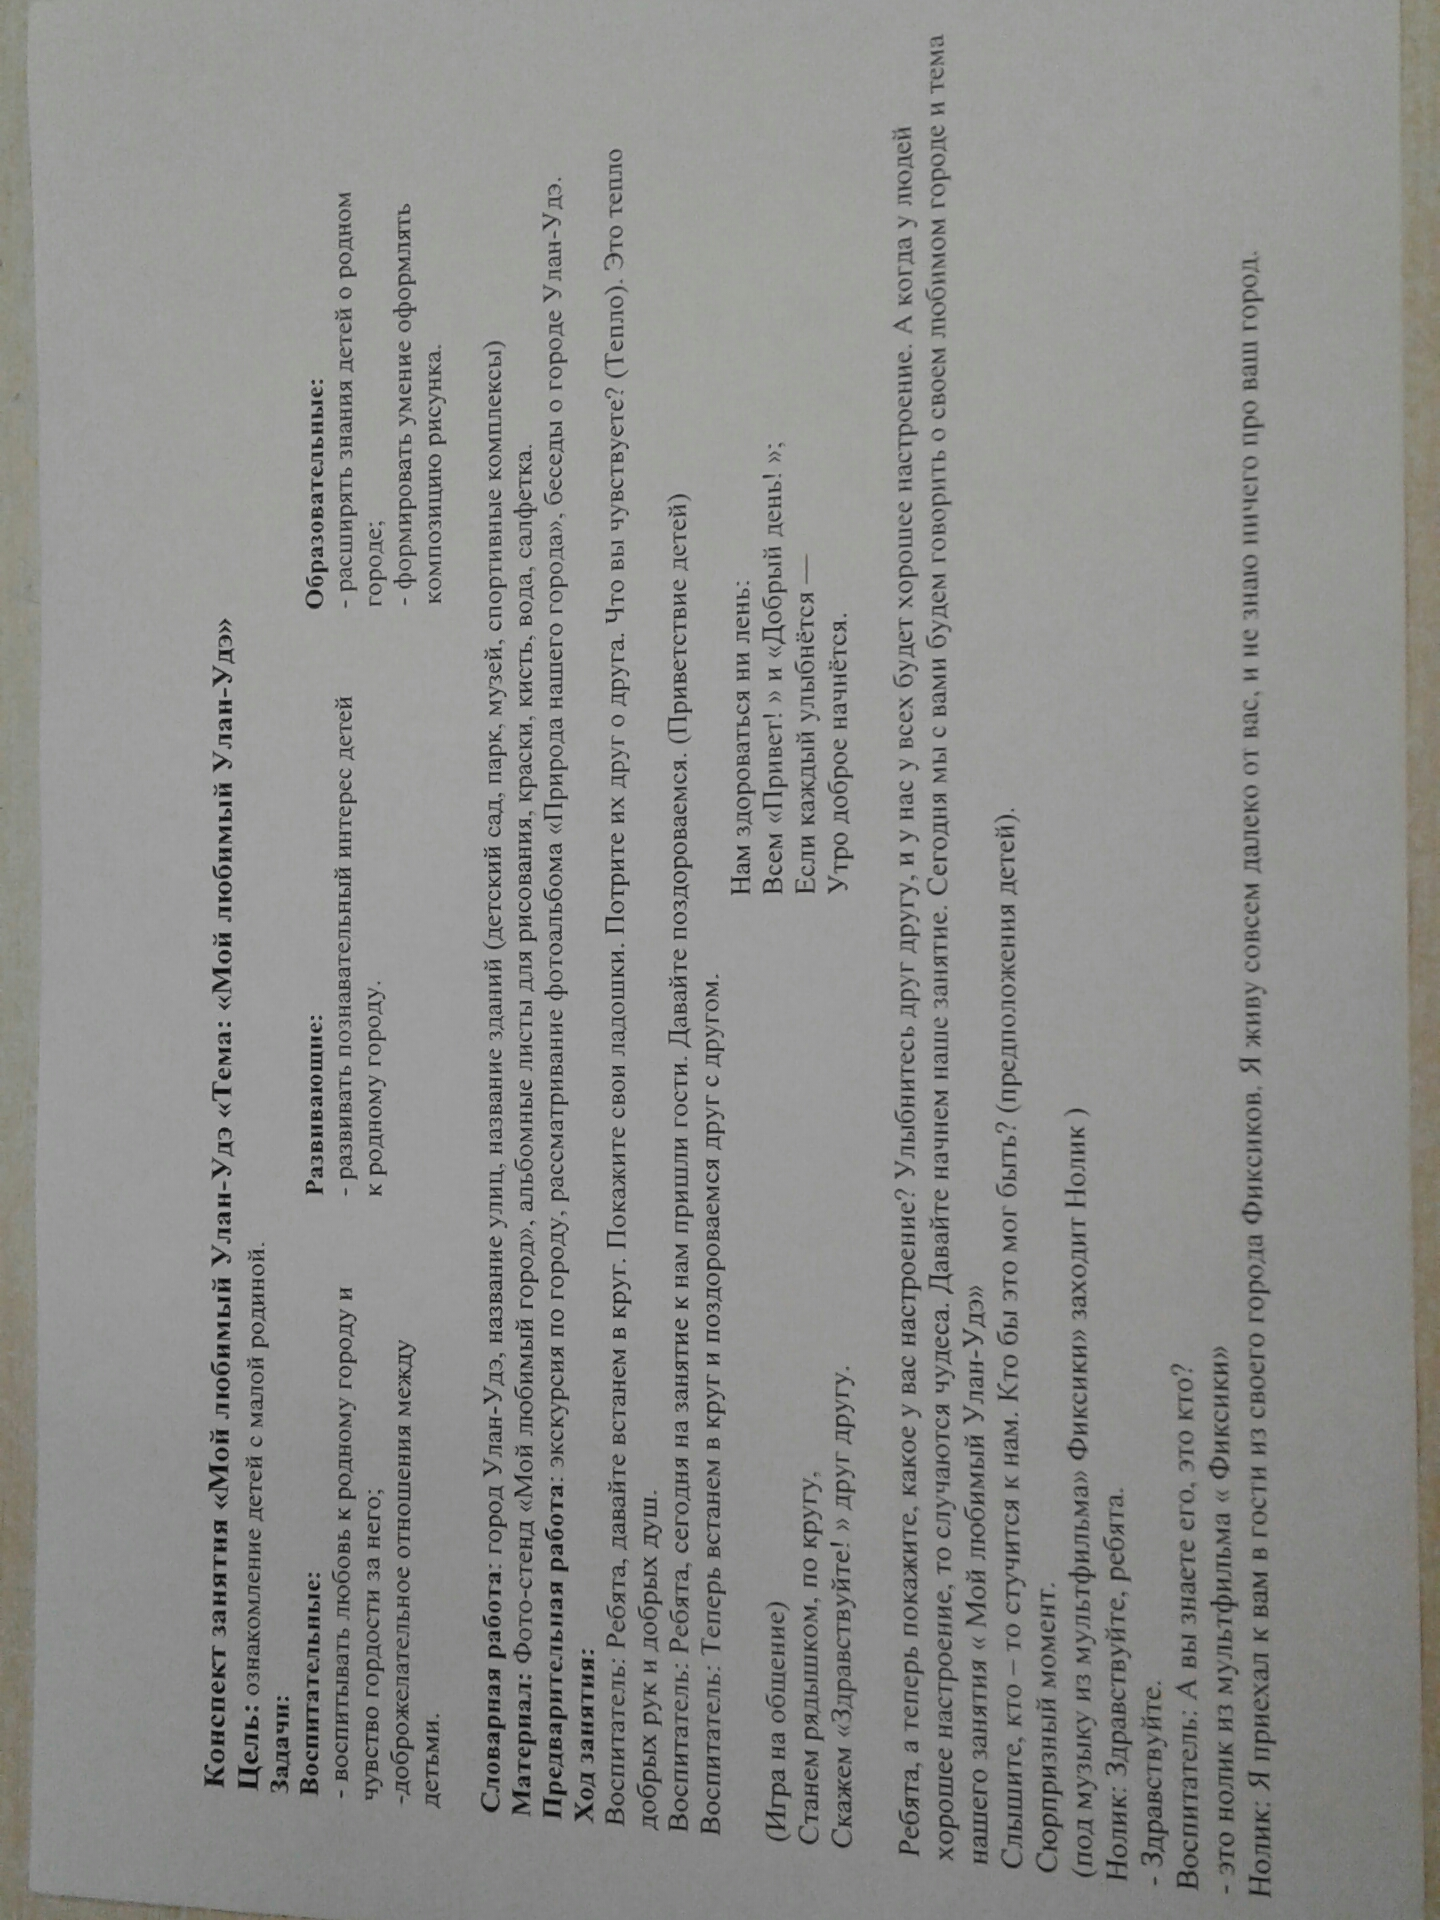 Конспект занятия «Мой любимый Улан-Удэ «Тема: «Мой любимый Улан-Удэ»
Цель: ознакомление детей с малой родиной.
Задачи:
Воспитательные:
- воспитывать любовь к родному городу и
чувство гордости за него;
-доброжелательное отношения между
детьми.
Развивающие:
- развивать познавательный интерес детей
к родному городу.
Образовательные:
- расширять знания детей о родном
городе;
- формировать умение оформлять
композицию рисунка.
Словарная работа: город Улан-Удэ, название улиц, название зданий (детский сад, парк, музей, спортивные комплексы)
Материал: Фото-стенд «Мой любимый город», альбомные листы для рисования, краски, кисть, вода, салфетка.
Предварительная работа: экскурсия по городу, рассматривание фотоальбома «Природа нашего города», беседы о городе Улан-Удэ.
Ход занятия:
Воспитатель: Ребята, давайте встанем в круг. Покажите свои ладошки. Потрите их друг о друга. Что вы чувствуете? (Тепло). Это тепло
добрых рук и добрых душ.
Воспитатель: Ребята, сегодня на занятие к нам пришли гости. Давайте поздороваемся. (Приветствие детей)
Воспитатель: Теперь встанем в круг и поздороваемся друг с другом.
(Игра на общение)
Станем рядышком, по кругу,
Скажем «Здравствуйте! » друг другу.
Нам здороваться ни лень:
Всем «Привет! » и «Добрый день! »;
Если каждый улыбнётся —
Утро доброе начнётся.
Ребята, а теперь покажите, какое у вас настроение? Улыбнитесь друг другу, и у нас у всех будет хорошее настроение. А когда у людей
хорошее настроение, то случаются чудеса. Давайте начнем наше занятие. Сегодня мы с вами будем говорить о своем любимом городе и тема
нашего занятия « Мой любимый Улан-Удэ»
Слышите, кто – то стучится к нам. Кто бы это мог быть? (предположения детей).
Сюрпризный момент.
(под музыку из мультфильма» Фиксики» заходит Нолик )
Нолик: Здравствуйте, ребята.
- Здравствуйте.
Воспитатель: А вы знаете его, это кто?
- это нолик из мультфильма « Фиксики»
Нолик: Я приехал к вам в гости из своего города Фиксиков. Я живу совсем далеко от вас, и не знаю ничего про ваш город.